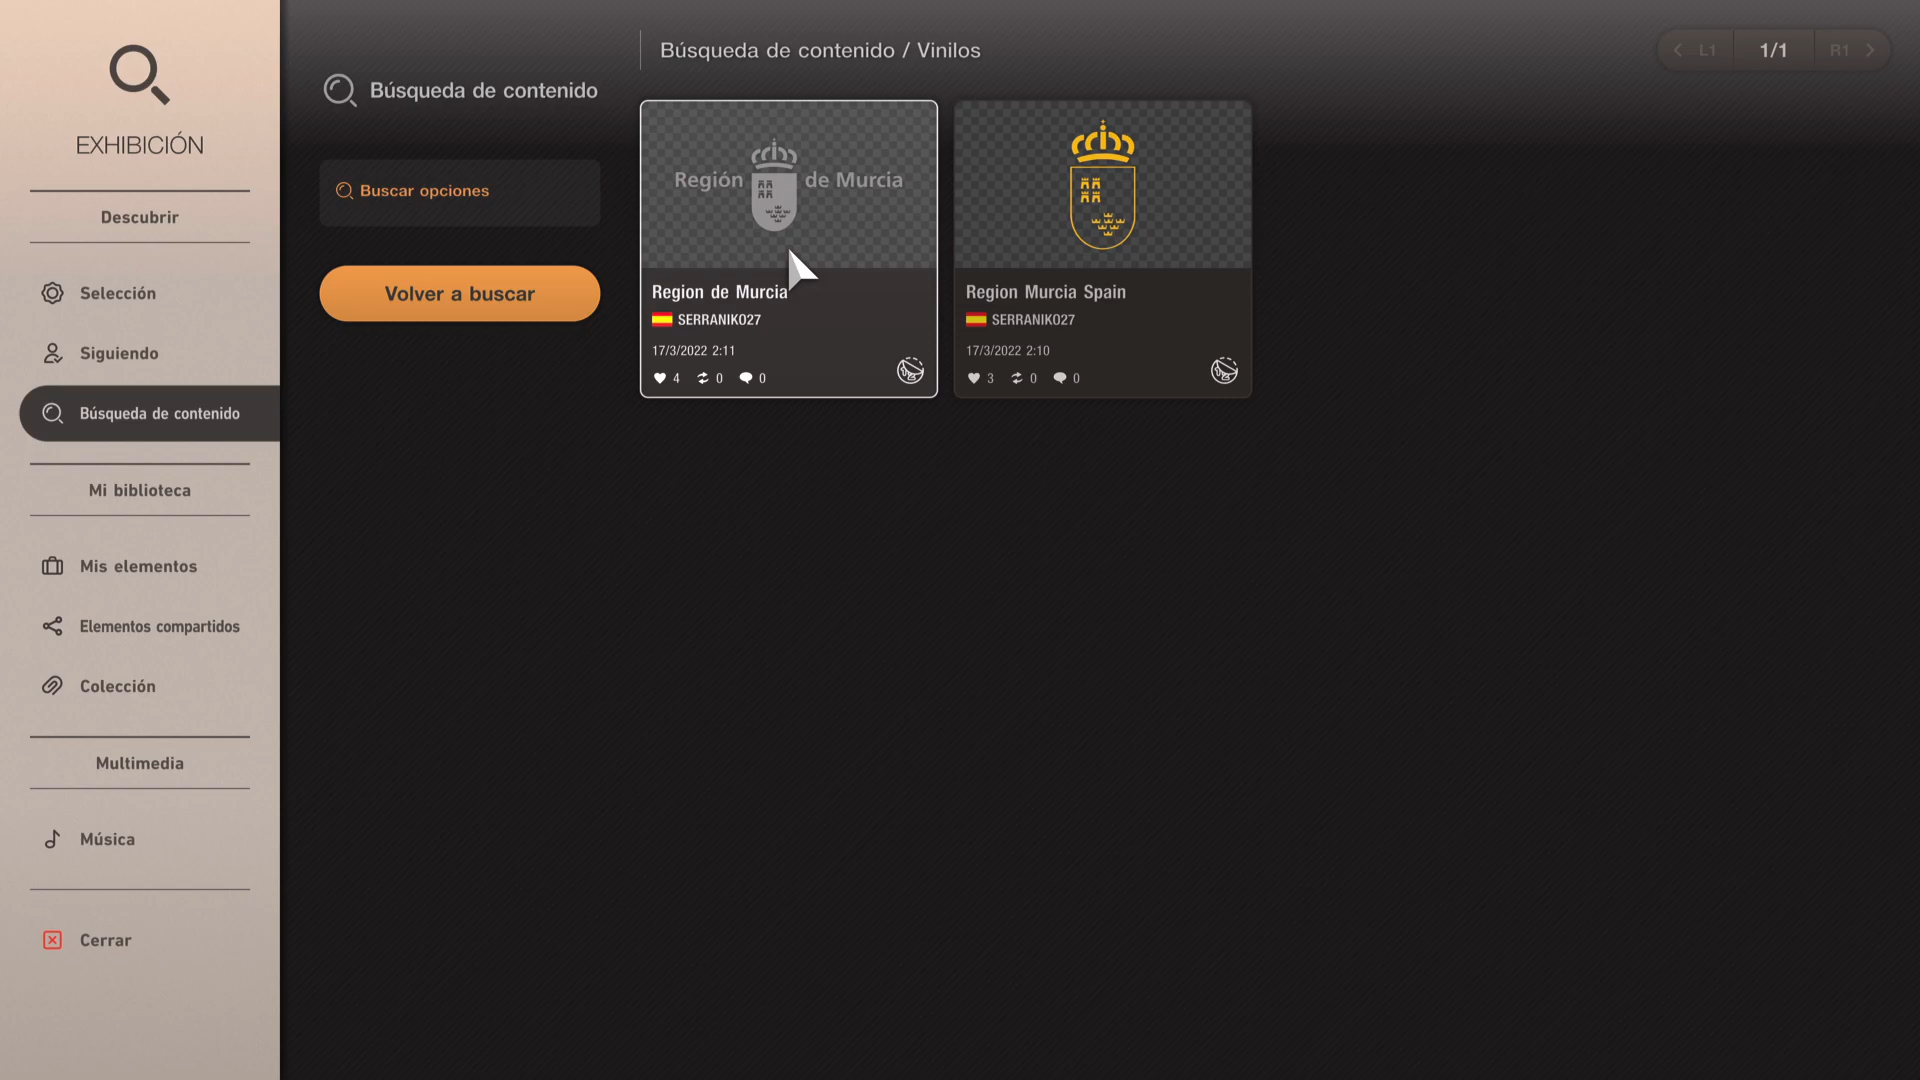 EXHIBICIÓN
Descubrir
Selección
Siguiendo
Búsqueda de contenido
Mi biblioteca
Mis elementos
Elementos compartidos
Colección
Multimedia
Música
Cerrar
Búsqueda de contenido
Buscar opciones
Volver a buscar
Búsqueda de contenido / Vinilos
L1 1/1 R1
Región de Murcia
Region de Murcia
SERRANIKO27
17/3/2022 2:11
4 0 0
Region Murcia Spain
SERRANIKO27
17/3/2022 2:10
3 0 0